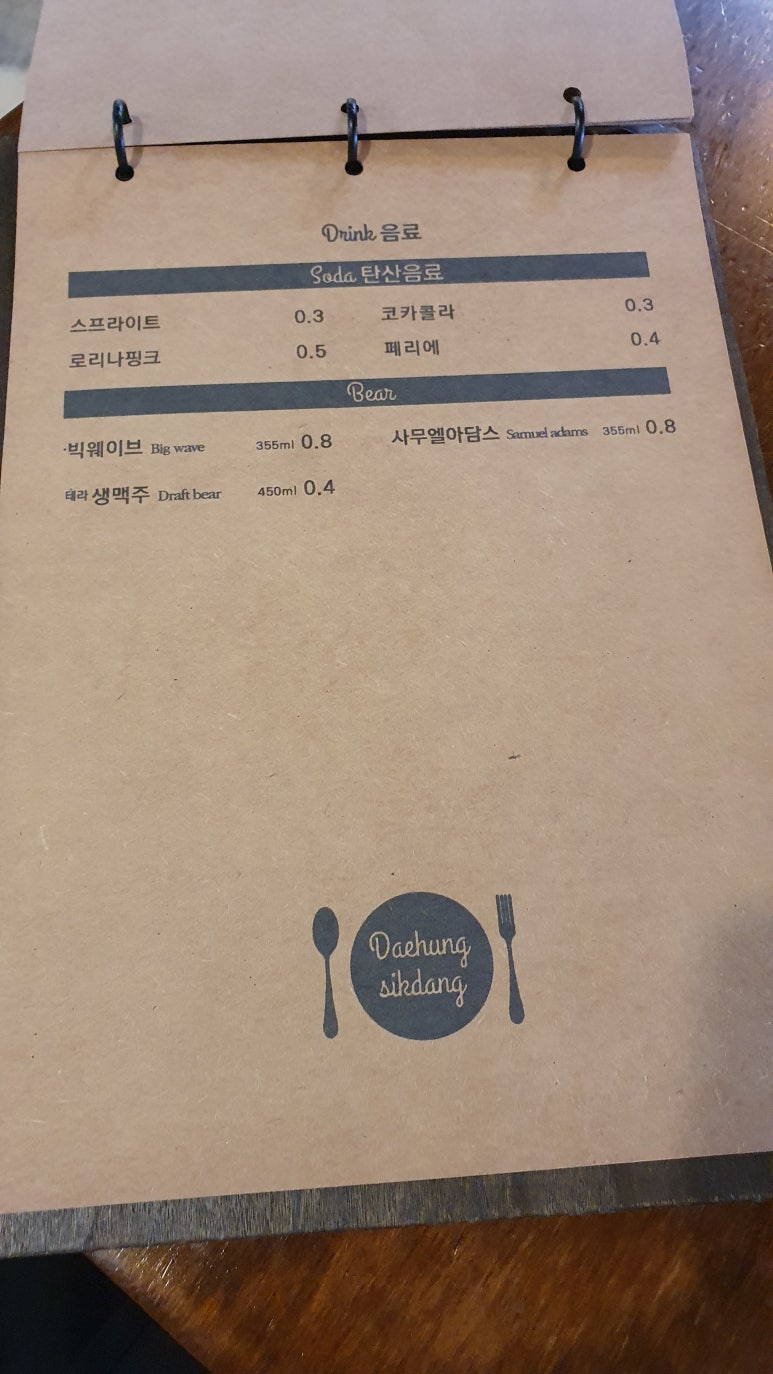 Drink 음료
Soda 탄산음료
스프라이트 0.3 코카콜라 0.3
로리나핑크 0.5 페리에 0.4
Bear
·빅웨이브 Big wave 355ml 0.8 사무엘아담스 Samuel adams 355ml 0.8
테라 생맥주 Draft bear 450ml 0.4
Daehung
sikdang